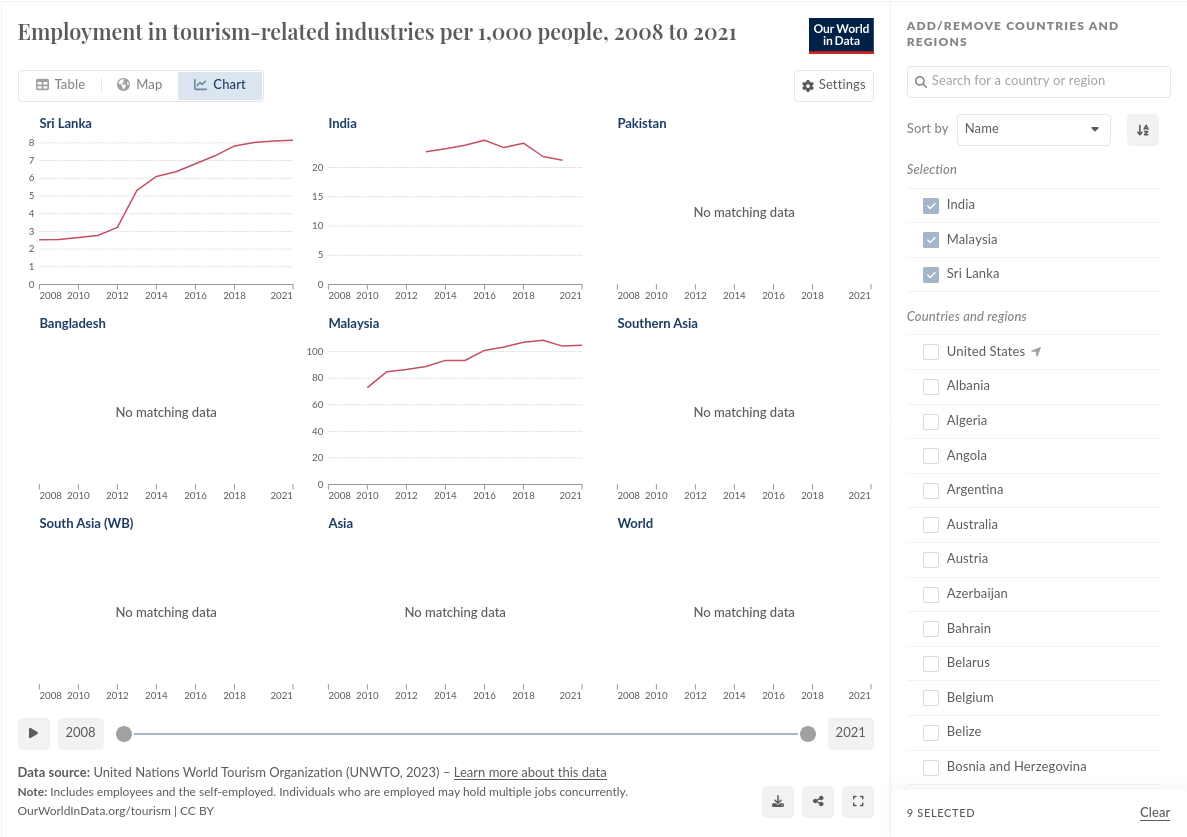 Employment in tourism-related industries per 1,000 people, 2008 to 2021
Our World
in Data
Table
Map
Chart
Settings
Sri Lanka
8
7
6
5
4
3
2
1
0
2008 2010 2012 2014 2016 2018 2021
India
20
15
10
5
0
2008 2010 2012 2014 2016 2018 2021
Pakistan
No matching data
2008 2010 2012 2014 2016 2018 2021
Bangladesh
No matching data
2008 2010 2012 2014 2016 2018 2021
Malaysia
100
80
60
40
20
0
2008 2010 2012 2014 2016 2018 2021
Southern Asia
No matching data
2008 2010 2012 2014 2016 2018 2021
South Asia (WB)
No matching data
2008 2010 2012 2014 2016 2018 2021
Asia
No matching data
2008 2010 2012 2014 2016 2018 2021
World
No matching data
2008 2010 2012 2014 2016 2018 2021
2008
2021
Data source: United Nations World Tourism Organization (UNWTO, 2023) – Learn more about this data
Note: Includes employees and the self-employed. Individuals who are employed may hold multiple jobs concurrently.
OurWorldInData.org/tourism | CC BY
ADD/REMOVE COUNTRIES AND
REGIONS
Search for a country or region
Sort by
Name
Selection
India
Malaysia
Sri Lanka
Countries and regions
United States
Albania
Algeria
Angola
Argentina
Australia
Austria
Azerbaijan
Bahrain
Belarus
Belgium
Belize
Bosnia and Herzegovina
9 SELECTED
Clear